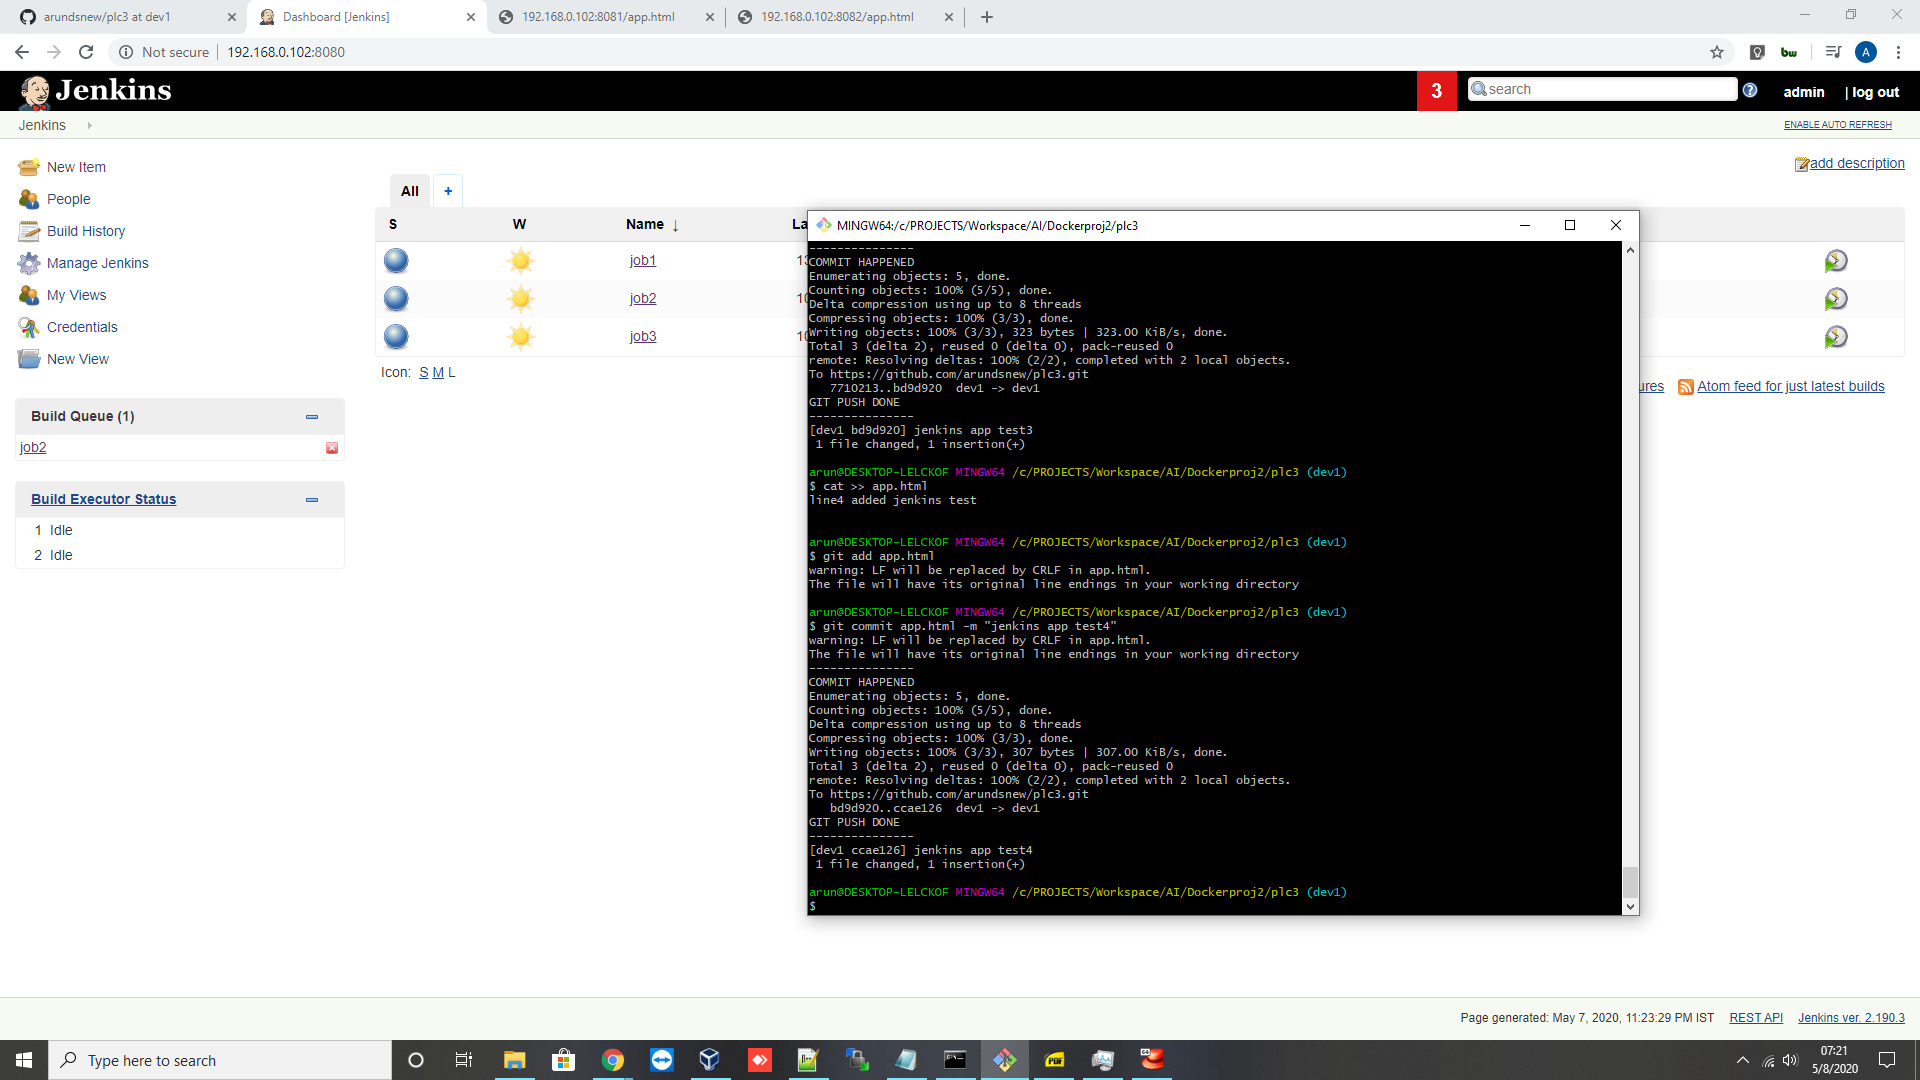 arundsnew/plc3 at dev1
Dashboard [Jenkins]
192.168.0.102:8081/app.html
192.168.0.102:8082/app.html
Not secure
192.168.0.102:8080
bw
A
Jenkins
3
search
admin
| log out
Jenkins
ENABLE AUTO REFRESH
New Item
People
Build History
Manage Jenkins
My Views
Credentials
New View
add description
All
+
S W Name ↓ La
job1
job2
job3
Icon: S M L
ures
Atom feed for just latest builds
Build Queue (1)
job2
Build Executor Status
1 Idle
2 Idle
MINGW64:/c/PROJECTS/Workspace/AI/Dockerproj2/plc3
---------------
COMMIT HAPPENED
Enumerating objects: 5, done.
Counting objects: 100% (5/5), done.
Delta compression using up to 8 threads
Compressing objects: 100% (3/3), done.
Writing objects: 100% (3/3), 323 bytes | 323.00 KiB/s, done.
Total 3 (delta 2), reused 0 (delta 0), pack-reused 0
remote: Resolving deltas: 100% (2/2), completed with 2 local objects.
To https://github.com/arundsnew/plc3.git
7710213..bd9d920 dev1 -> dev1
GIT PUSH DONE
---------------
[dev1 bd9d920] jenkins app test3
1 file changed, 1 insertion(+)
arun@DESKTOP-LELCKOF MINGW64 /c/PROJECTS/Workspace/AI/Dockerproj2/plc3 (dev1)
$ cat >> app.html
line4 added jenkins test
arun@DESKTOP-LELCKOF MINGW64 /c/PROJECTS/Workspace/AI/Dockerproj2/plc3 (dev1)
$ git add app.html
warning: LF will be replaced by CRLF in app.html.
The file will have its original line endings in your working directory
arun@DESKTOP-LELCKOF MINGW64 /c/PROJECTS/Workspace/AI/Dockerproj2/plc3 (dev1)
$ git commit app.html -m "jenkins app test4"
warning: LF will be replaced by CRLF in app.html.
The file will have its original line endings in your working directory
---------------
COMMIT HAPPENED
Enumerating objects: 5, done.
Counting objects: 100% (5/5), done.
Delta compression using up to 8 threads
Compressing objects: 100% (3/3), done.
Writing objects: 100% (3/3), 307 bytes | 307.00 KiB/s, done.
Total 3 (delta 2), reused 0 (delta 0), pack-reused 0
remote: Resolving deltas: 100% (2/2), completed with 2 local objects.
To https://github.com/arundsnew/plc3.git
bd9d920..ccae126 dev1 -> dev1
GIT PUSH DONE
---------------
[dev1 ccae126] jenkins app test4
1 file changed, 1 insertion(+)
arun@DESKTOP-LELCKOF MINGW64 /c/PROJECTS/Workspace/AI/Dockerproj2/plc3 (dev1)
$
Page generated: May 7, 2020, 11:23:29 PM IST
REST API
Jenkins ver. 2.190.3
Type here to search
PDF
07:21
5/8/2020